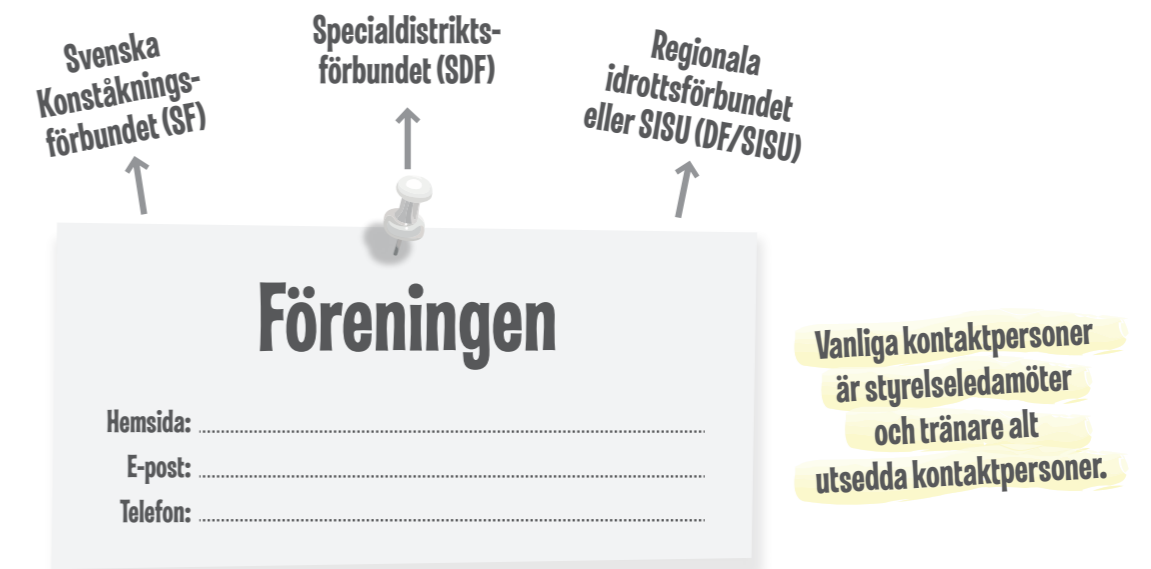 Svenska
Konståknings-
förbundet (SF)
Specialdistrikts-
förbundet (SDF)
Regionala
idrottsförbundet
eller SISU (DF/SISU)
Föreningen
Hemsida:
E-post:
Telefon:
Vanliga kontaktpersoner
är styrelseledamöter
och tränare alt
utsedda kontaktpersoner.